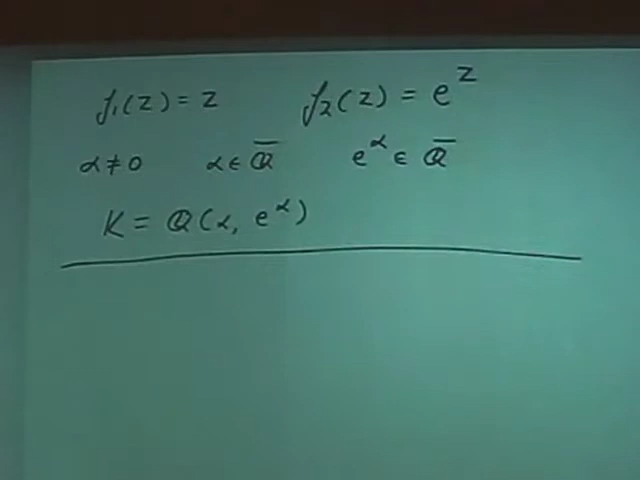 f₁(z) = z f₂(z) = e^z
α ≠ 0 α ∈ ℚ̅ e^α ∈ ℚ̅
K = ℚ(α, e^α)